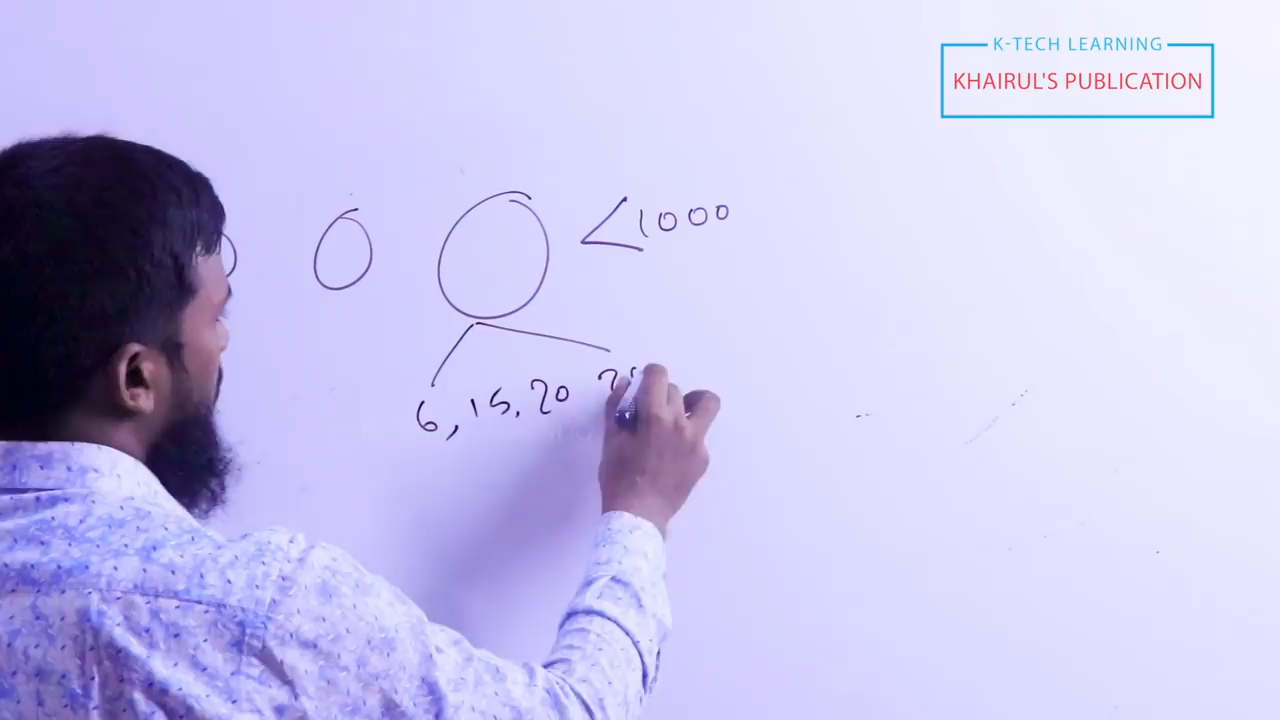 K-TECH LEARNING
KHAIRUL'S PUBLICATION
<1000
6, 15, 20